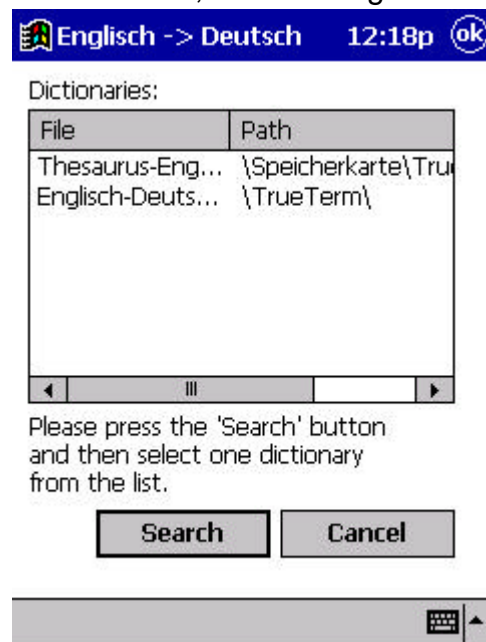 Englisch -> Deutsch 12:18p ok
Dictionaries:
File Path
Thesaurus-Eng... \Speicherkarte\Tru
Englisch-Deuts... \TrueTerm\
Please press the 'Search' button
and then select one dictionary
from the list.
Search Cancel